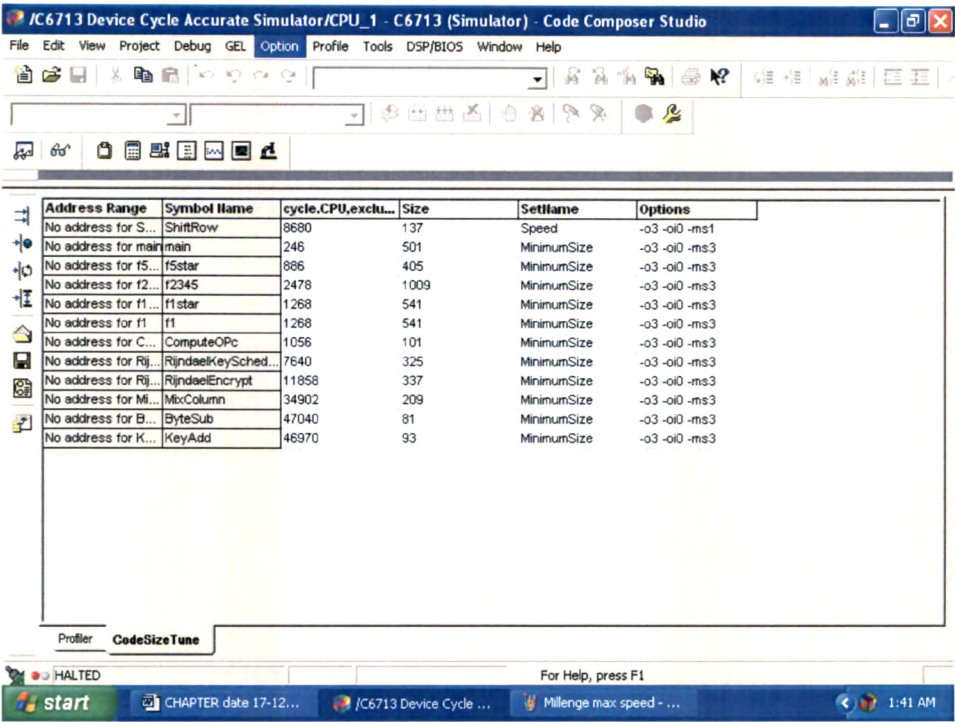 /C6713 Device Cycle Accurate Simulator/CPU_1 - C6713 (Simulator) - Code Composer Studio
File Edit View Project Debug GEL Option Profile Tools DSP/BIOS Window Help
Address Range Symbol Name cycle.CPU,exclu... Size SetName Options
No address for S... ShiftRow 8680 137 Speed -o3 -oi0 -ms1
No address for main main 246 501 MinimumSize -o3 -oi0 -ms3
No address for f5... f5star 886 405 MinimumSize -o3 -oi0 -ms3
No address for f2... f2345 2478 1009 MinimumSize -o3 -oi0 -ms3
No address for f1... f1star 1268 541 MinimumSize -o3 -oi0 -ms3
No address for f1 f1 1268 541 MinimumSize -o3 -oi0 -ms3
No address for C... ComputeOPc 1056 101 MinimumSize -o3 -oi0 -ms3
No address for Rij... RijndaelKeySched... 7640 325 MinimumSize -o3 -oi0 -ms3
No address for Rij... RijndaelEncrypt 11858 337 MinimumSize -o3 -oi0 -ms3
No address for Mi... MixColumn 34902 209 MinimumSize -o3 -oi0 -ms3
No address for B... ByteSub 47040 81 MinimumSize -o3 -oi0 -ms3
No address for K... KeyAdd 46970 93 MinimumSize -o3 -oi0 -ms3
Profiler CodeSizeTune
HALTED For Help, press F1
start CHAPTER date 17-12... /C6713 Device Cycle ... Millenge max speed - ... 1:41 AM